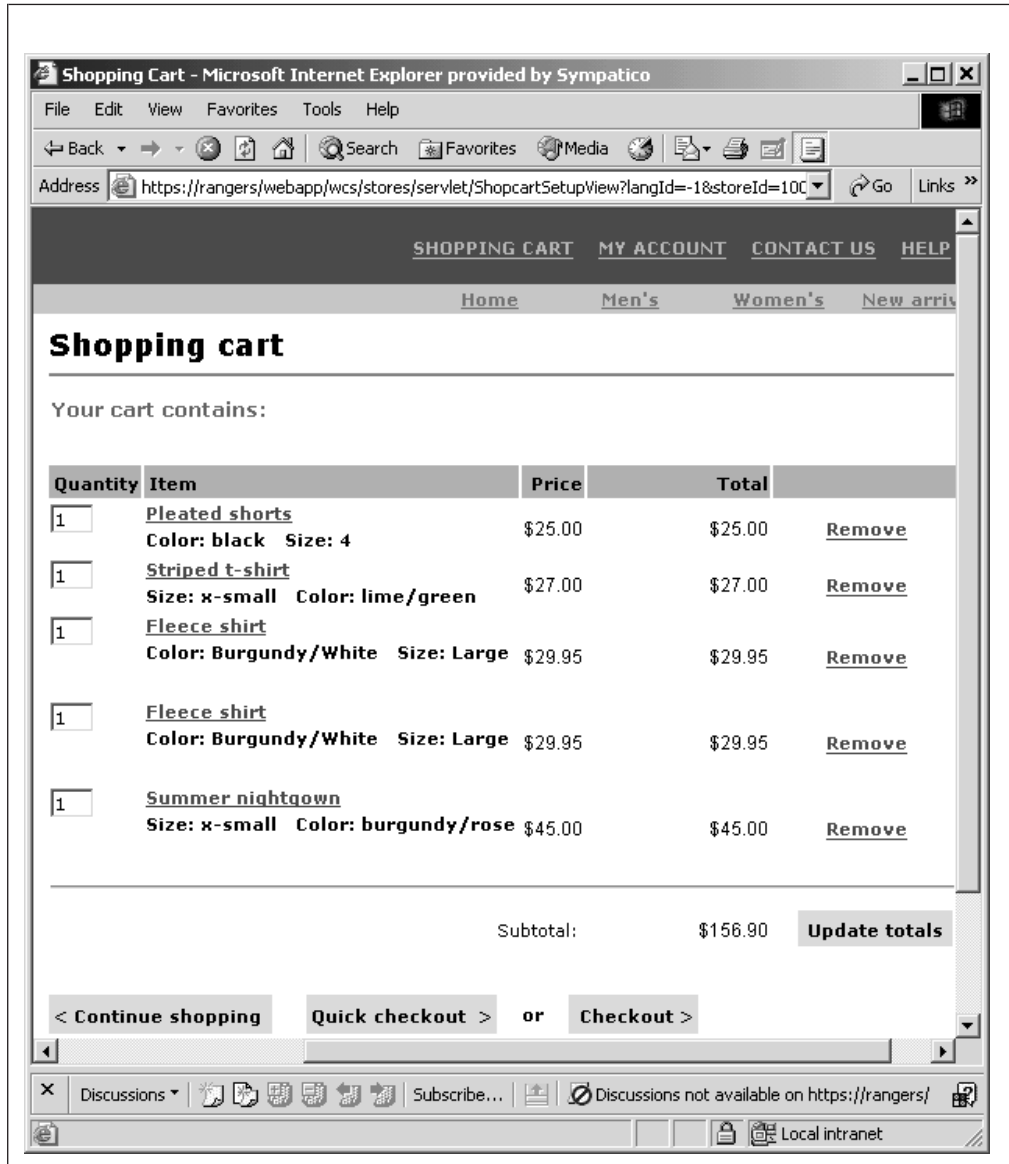 Shopping Cart - Microsoft Internet Explorer provided by Sympatico
File Edit View Favorites Tools Help
Back Search Favorites Media
Address https://rangers/webapp/wcs/stores/servlet/ShopcartSetupView?langId=-1&storeId=100 Go Links »
SHOPPING CART MY ACCOUNT CONTACT US HELP
Home Men's Women's New arriv
Shopping cart
Your cart contains:
Quantity Item Price Total
1 Pleated shorts $25.00 $25.00 Remove
Color: black Size: 4
1 Striped t-shirt $27.00 $27.00 Remove
Size: x-small Color: lime/green
1 Fleece shirt
Color: Burgundy/White Size: Large $29.95 $29.95 Remove
1 Fleece shirt
Color: Burgundy/White Size: Large $29.95 $29.95 Remove
1 Summer nightgown
Size: x-small Color: burgundy/rose $45.00 $45.00 Remove
Subtotal: $156.90 Update totals
< Continue shopping Quick checkout > or Checkout >
× Discussions Subscribe... Discussions not available on https://rangers/
Local intranet